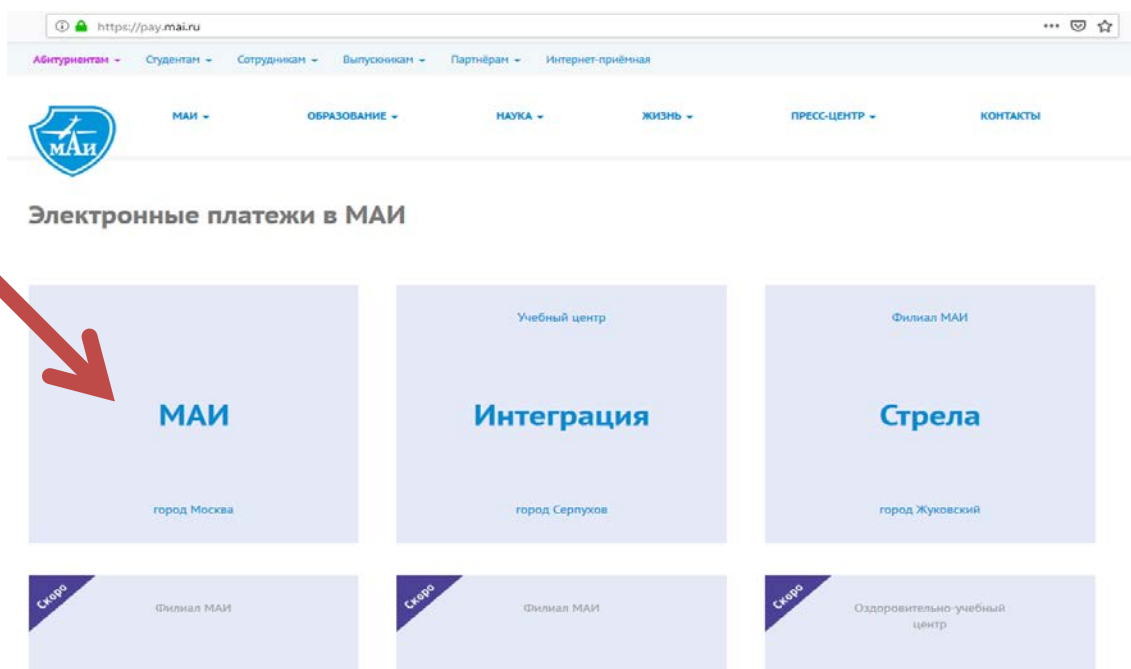 https://pay.mai.ru
Абитуриентам Студентам Сотрудникам Выпускникам Партнёрам Интернет-приёмная
МАИ ОБРАЗОВАНИЕ НАУКА ЖИЗНЬ ПРЕСС-ЦЕНТР КОНТАКТЫ
МАИ
Электронные платежи в МАИ
МАИ
город Москва
Учебный центр
Интеграция
город Серпухов
Филиал МАИ
Стрела
город Жуковский
Скоро
Филиал МАИ
Скоро
Филиал МАИ
Скоро
Оздоровительно-учебный
центр